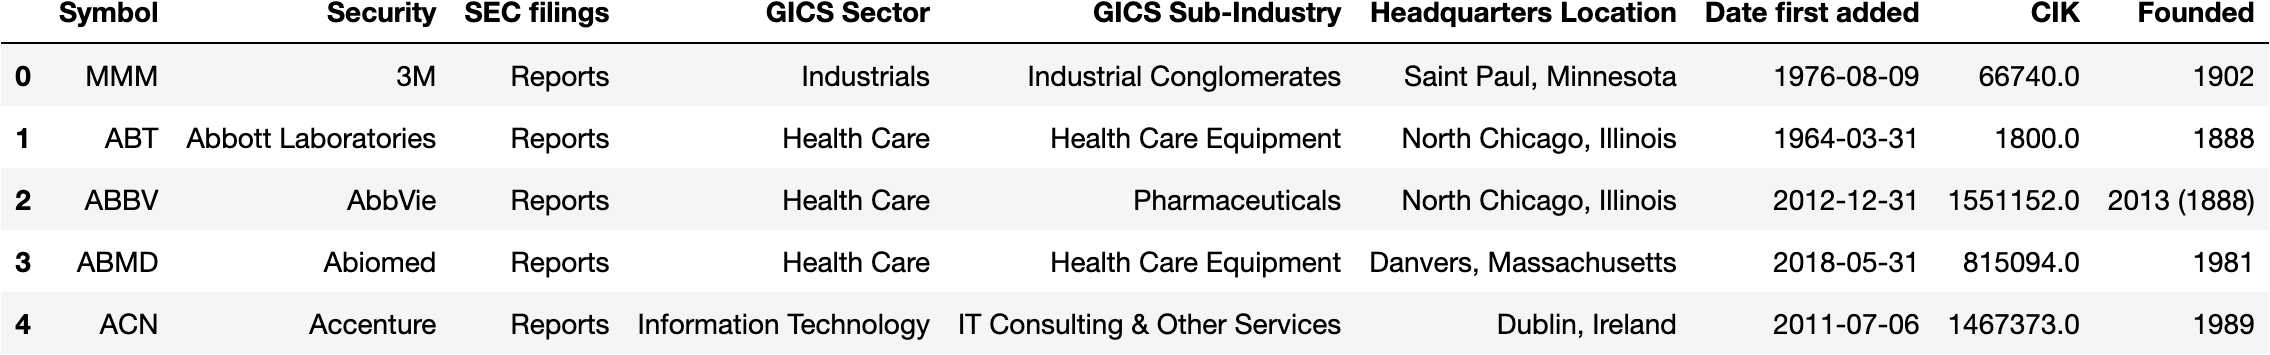 Symbol Security SEC filings GICS Sector GICS Sub-Industry Headquarters Location Date first added CIK Founded
0 MMM 3M Reports Industrials Industrial Conglomerates Saint Paul, Minnesota 1976-08-09 66740.0 1902
1 ABT Abbott Laboratories Reports Health Care Health Care Equipment North Chicago, Illinois 1964-03-31 1800.0 1888
2 ABBV AbbVie Reports Health Care Pharmaceuticals North Chicago, Illinois 2012-12-31 1551152.0 2013 (1888)
3 ABMD Abiomed Reports Health Care Health Care Equipment Danvers, Massachusetts 2018-05-31 815094.0 1981
4 ACN Accenture Reports Information Technology IT Consulting & Other Services Dublin, Ireland 2011-07-06 1467373.0 1989